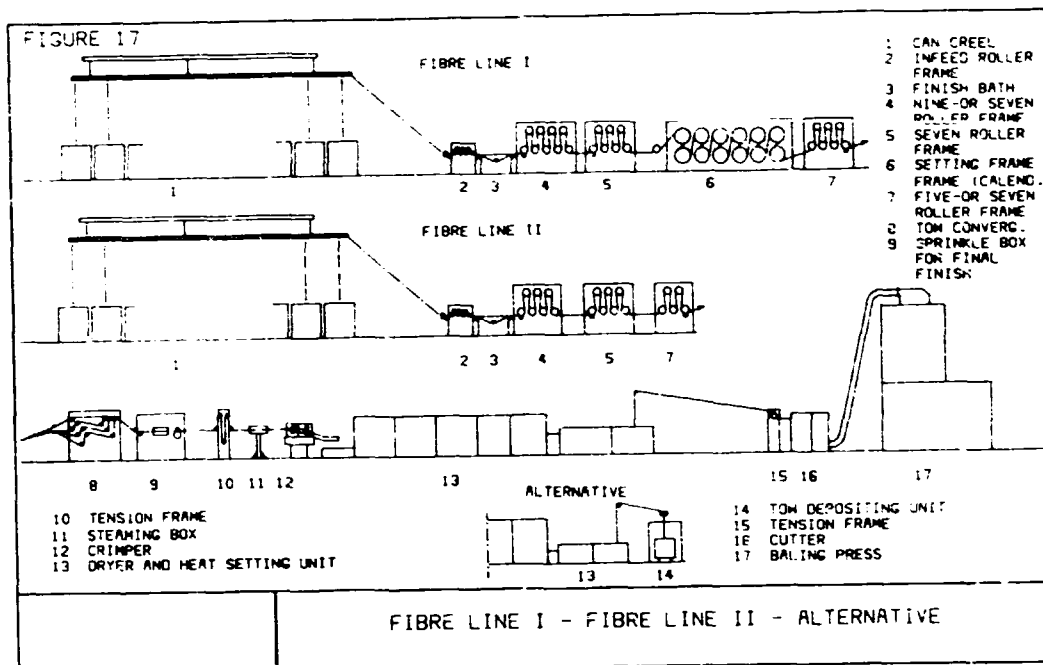 FIGURE 17
FIBRE LINE I
1 CAN CREEL
2 INFEED ROLLER
FRAME
3 FINISH BATH
4 NINE-OR SEVEN
ROLLER FRAME
5 SEVEN ROLLER
FRAME
6 SETTING FRAME
FRAME (CALEND.
7 FIVE-OR SEVEN
ROLLER FRAME
8 TOW CONVERG.
9 SPRINKLE BOX
FOR FINAL
FINISH
1 2 3 4 5 6 7
FIBRE LINE II
1 2 3 4 5 7
8 9 10 11 12 13 15 16 17
ALTERNATIVE
13 14
10 TENSION FRAME
11 STEAMING BOX
12 CRIMPER
13 DRYER AND HEAT SETTING UNIT
14 TOW DEPOSITING UNIT
15 TENSION FRAME
16 CUTTER
17 BALING PRESS
FIBRE LINE I - FIBRE LINE II - ALTERNATIVE